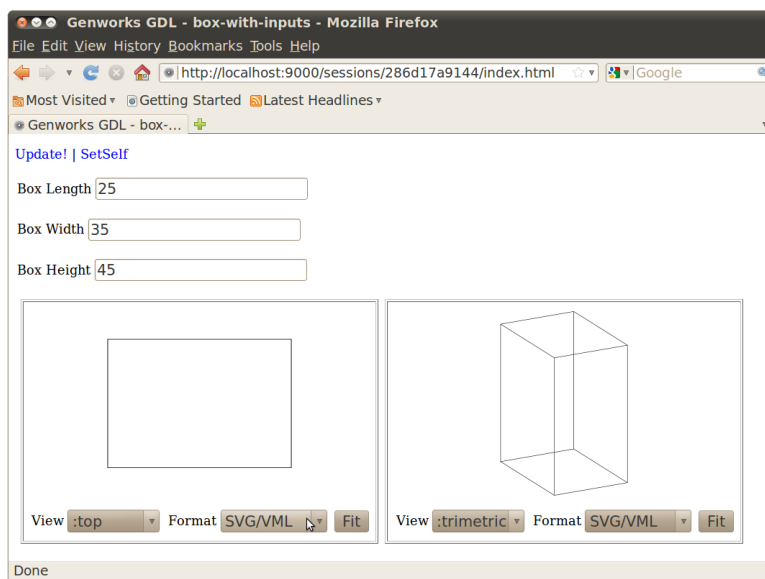 Genworks GDL - box-with-inputs - Mozilla Firefox
File Edit View History Bookmarks Tools Help
http://localhost:9000/sessions/286d17a9144/index.html Google
Most Visited Getting Started Latest Headlines
Genworks GDL - box-...
Update! | SetSelf
Box Length 25
Box Width 35
Box Height 45
View :top Format SVG/VML Fit View :trimetric Format SVG/VML Fit
Done